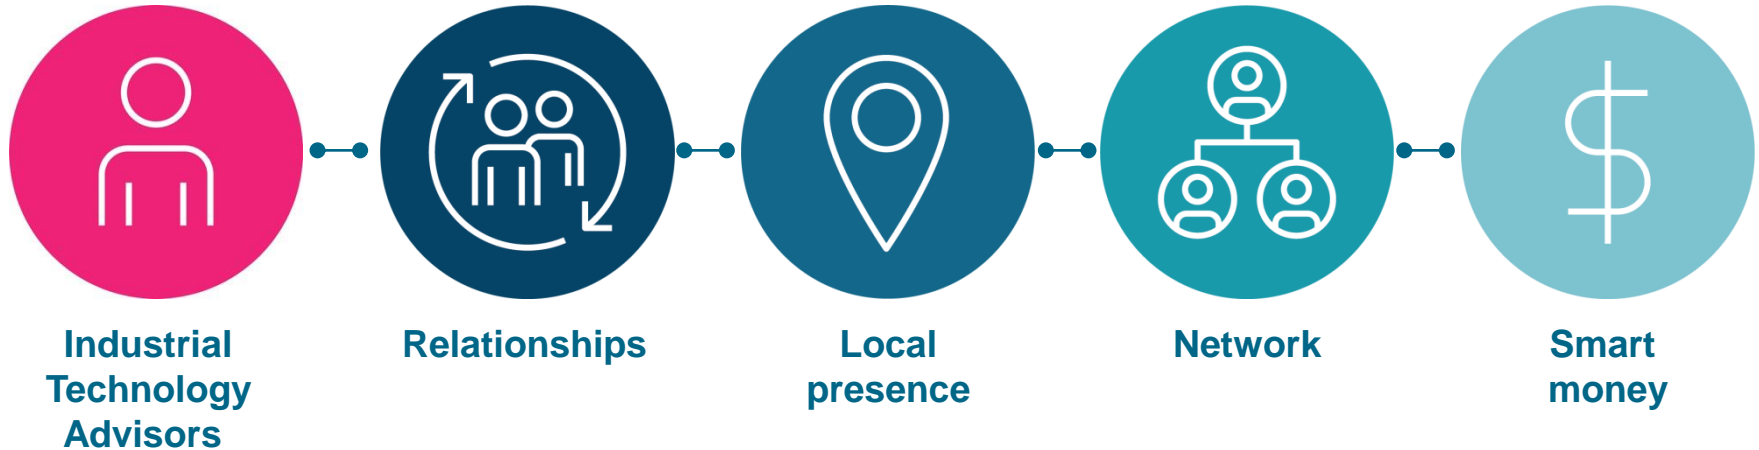 Industrial
Technology
Advisors
Relationships
Local
presence
Network
Smart
money